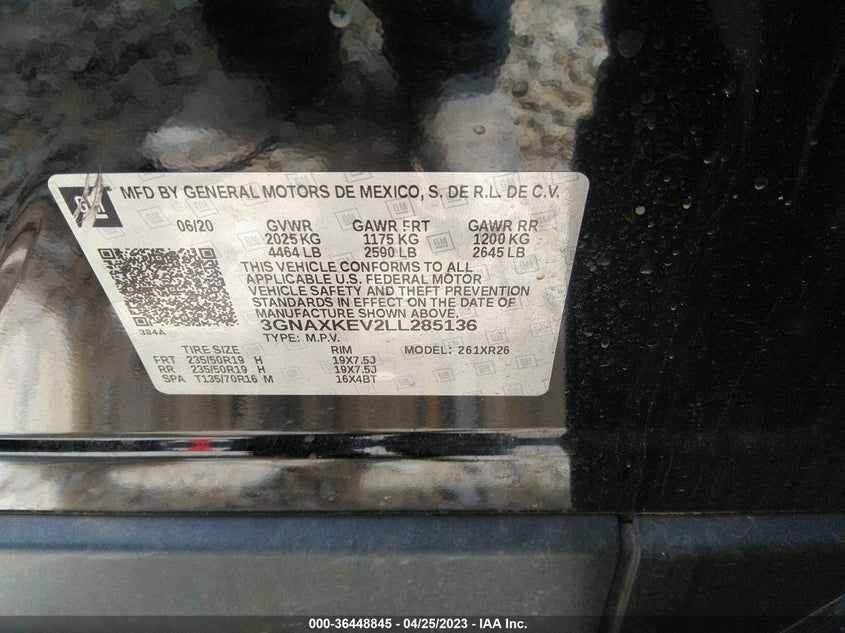 GM MFD BY GENERAL MOTORS DE MEXICO, S. DE R.L. DE C.V.
06/20 GVWR GAWR FRT GAWR RR
2025 KG 1175 KG 1200 KG
4464 LB 2590 LB 2645 LB
THIS VEHICLE CONFORMS TO ALL
APPLICABLE U.S. FEDERAL MOTOR
VEHICLE SAFETY AND THEFT PREVENTION
STANDARDS IN EFFECT ON THE DATE OF
MANUFACTURE SHOWN ABOVE.
384A
3GNAXKEV2LL285136
TYPE: M.P.V.
TIRE SIZE RIM MODEL: 261XR26
FRT 235/50R19 H 19X7.5J
RR 235/50R19 H 19X7.5J
SPA T135/70R16 M 16X4BT
000-36448845 - 04/25/2023 - IAA Inc.